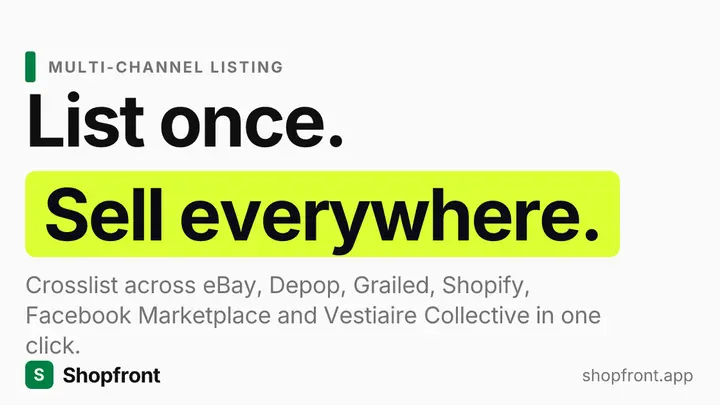 MULTI-CHANNEL LISTING
List once.
Sell everywhere.
Crosslist across eBay, Depop, Grailed, Shopify,
Facebook Marketplace and Vestiaire Collective in one
click.
S Shopfront
shopfront.app